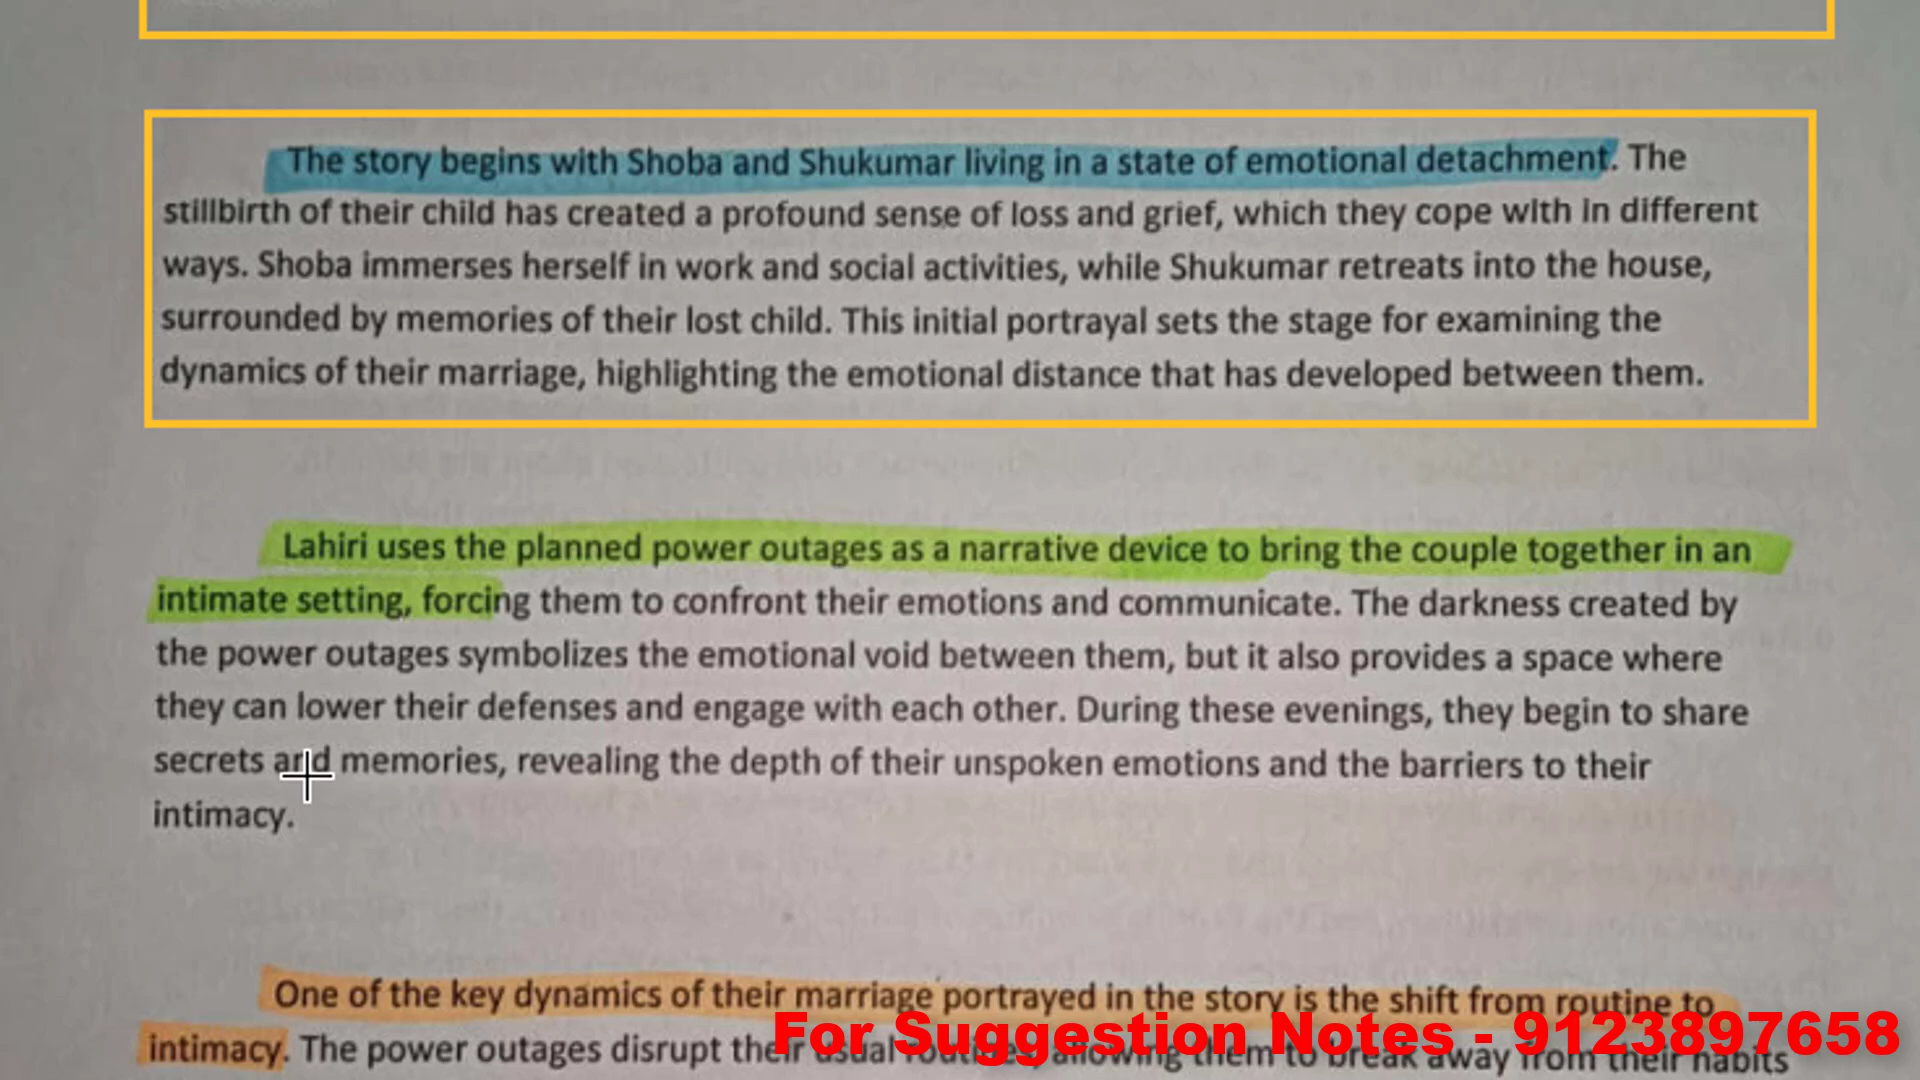 The story begins with Shoba and Shukumar living in a state of emotional detachment. The
stillbirth of their child has created a profound sense of loss and grief, which they cope with in different
ways. Shoba immerses herself in work and social activities, while Shukumar retreats into the house,
surrounded by memories of their lost child. This initial portrayal sets the stage for examining the
dynamics of their marriage, highlighting the emotional distance that has developed between them.
Lahiri uses the planned power outages as a narrative device to bring the couple together in an
intimate setting, forcing them to confront their emotions and communicate. The darkness created by
the power outages symbolizes the emotional void between them, but it also provides a space where
they can lower their defenses and engage with each other. During these evenings, they begin to share
secrets and memories, revealing the depth of their unspoken emotions and the barriers to their
intimacy.
One of the key dynamics of their marriage portrayed in the story is the shift from routine to
intimacy. The power outages disrupt their usual routines, allowing them to break away from their habits
For Suggestion Notes - 9123897658